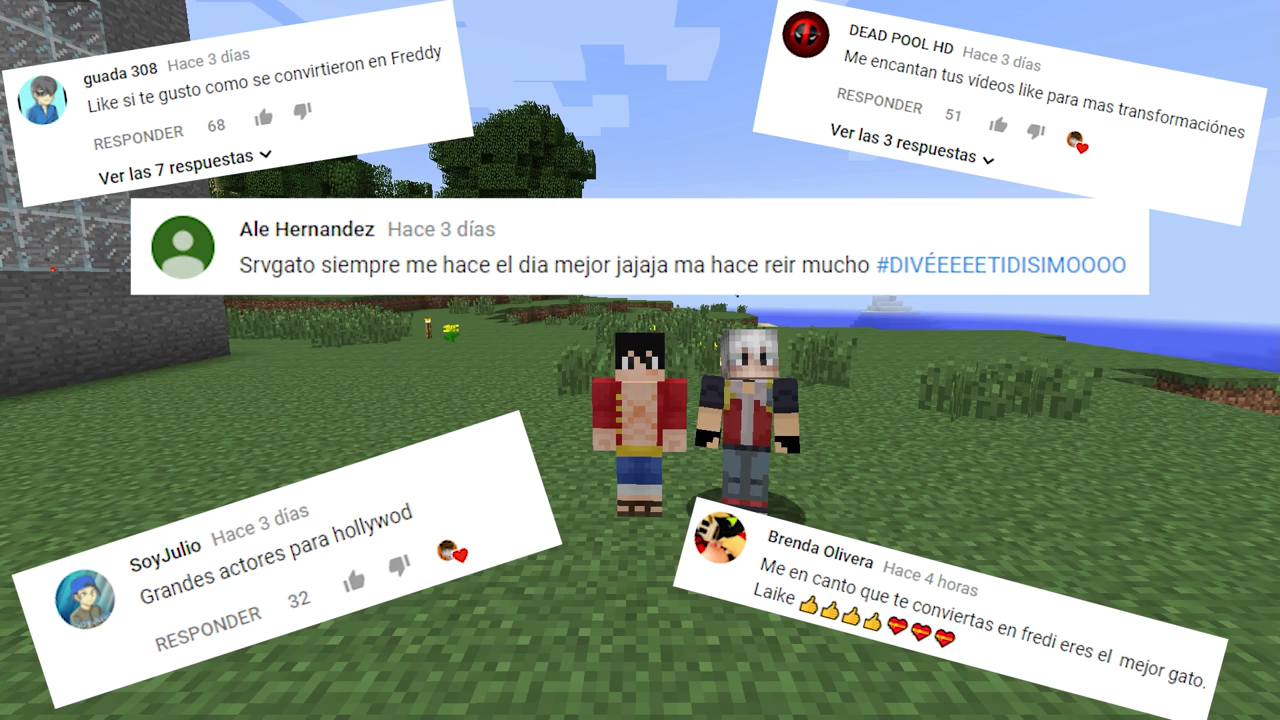 guada 308 Hace 3 días
Like si te gusto como se convirtieron en Freddy
RESPONDER 68
Ver las 7 respuestas
DEAD POOL HD Hace 3 días
Me encantan tus vídeos like para mas transformaciónes
RESPONDER 51
Ver las 3 respuestas
Ale Hernandez Hace 3 días
Srvgato siempre me hace el dia mejor jajaja ma hace reir mucho #DIVÉEEEETIDISIMOOOO
SoyJulio Hace 3 días
Grandes actores para hollywod
RESPONDER 32
Brenda Olivera Hace 4 horas
Me en canto que te conviertas en fredi eres el mejor gato.
Laike 👍👍👍👍💝💝💝